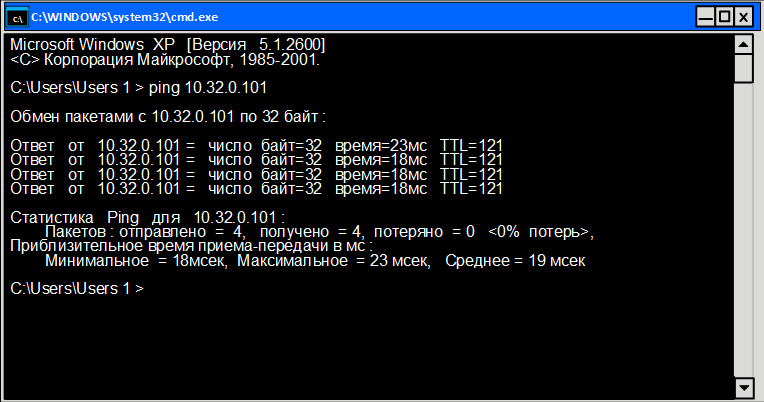 C:\WINDOWS\system32\cmd.exe
Microsoft Windows XP [Версия 5.1.2600]
<C> Корпорация Майкрософт, 1985-2001.
C:\Users\Users 1 > ping 10.32.0.101
Обмен пакетами с 10.32.0.101 по 32 байт :
Ответ от 10.32.0.101 = число байт=32 время=23мс TTL=121
Ответ от 10.32.0.101 = число байт=32 время=18мс TTL=121
Ответ от 10.32.0.101 = число байт=32 время=18мс TTL=121
Ответ от 10.32.0.101 = число байт=32 время=18мс TTL=121
Статистика Ping для 10.32.0.101 :
Пакетов : отправлено = 4, получено = 4, потеряно = 0 <0% потерь>,
Приблизительное время приема-передачи в мс :
Минимальное = 18мсек, Максимальное = 23 мсек, Среднее = 19 мсек
C:\Users\Users 1 >